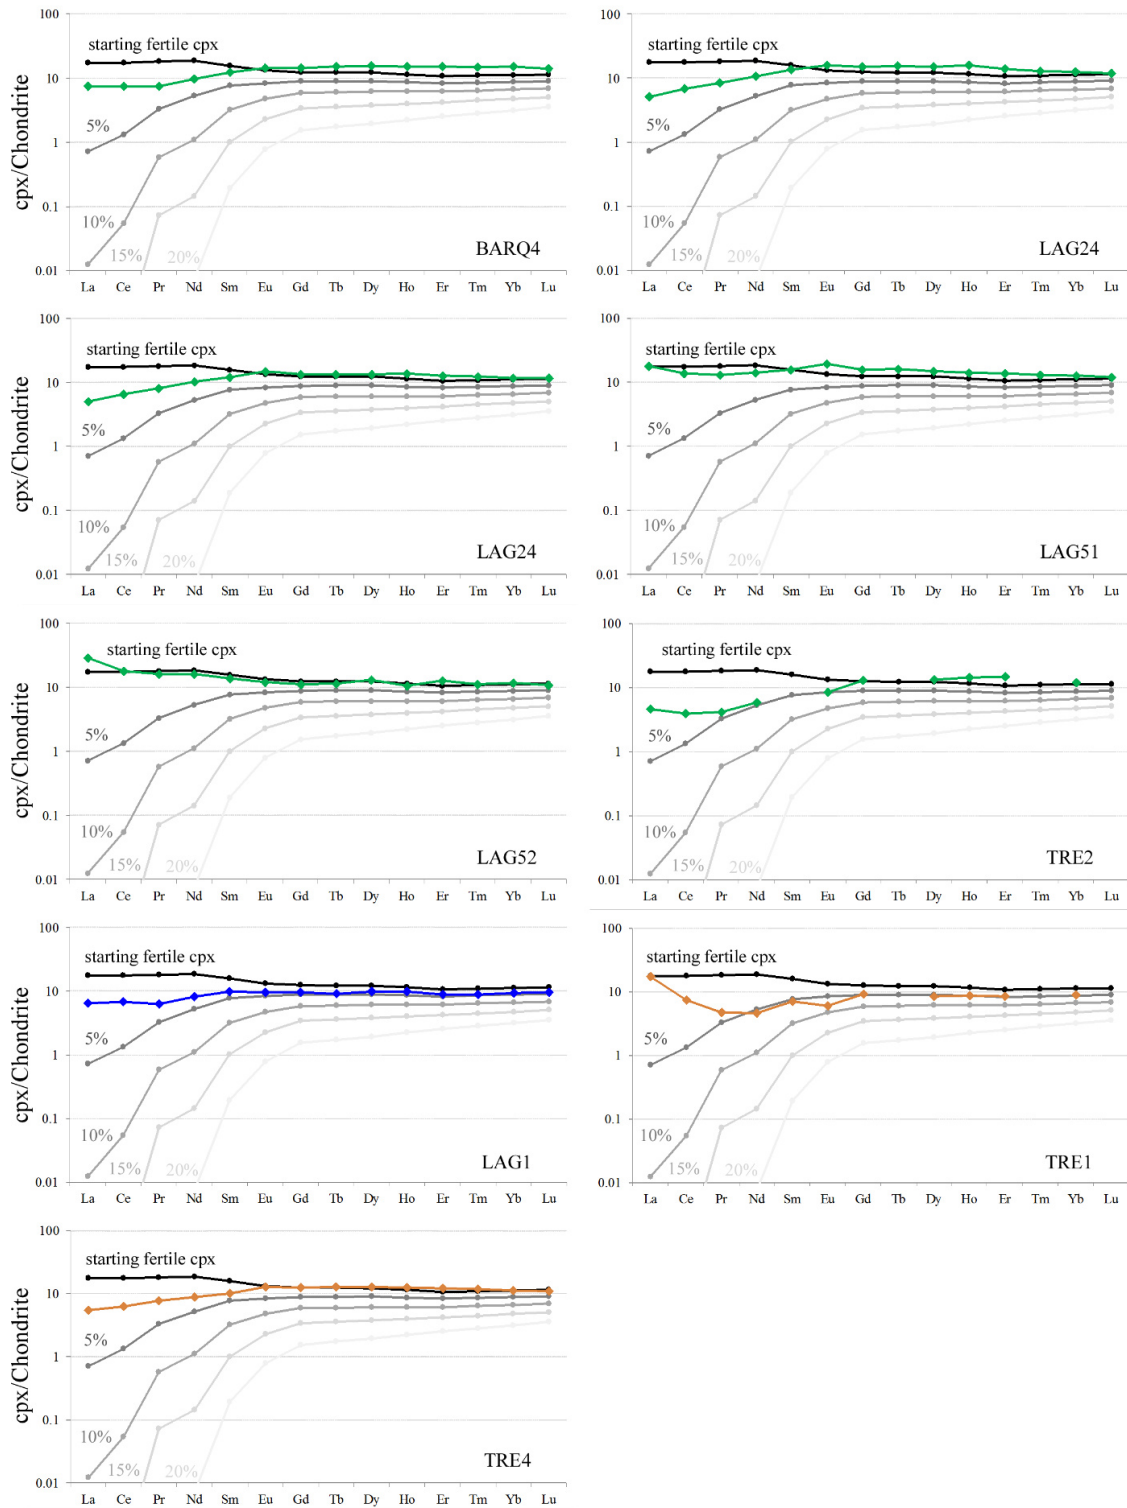 100
10
1
0.1
0.01
cpx/Chondrite
starting fertile cpx
5%
10%
15%
20%
BARQ4
La Ce Pr Nd Sm Eu Gd Tb Dy Ho Er Tm Yb Lu
100
10
1
0.1
0.01
starting fertile cpx
5%
10%
15%
20%
LAG24
La Ce Pr Nd Sm Eu Gd Tb Dy Ho Er Tm Yb Lu
100
10
1
0.1
0.01
cpx/Chondrite
starting fertile cpx
5%
10%
15%
20%
LAG24
La Ce Pr Nd Sm Eu Gd Tb Dy Ho Er Tm Yb Lu
100
10
1
0.1
0.01
starting fertile cpx
5%
10%
15%
20%
LAG51
La Ce Pr Nd Sm Eu Gd Tb Dy Ho Er Tm Yb Lu
100
10
1
0.1
0.01
cpx/Chondrite
starting fertile cpx
5%
10%
15%
20%
LAG52
La Ce Pr Nd Sm Eu Gd Tb Dy Ho Er Tm Yb Lu
100
10
1
0.1
0.01
starting fertile cpx
5%
10%
15%
20%
TRE2
La Ce Pr Nd Sm Eu Gd Tb Dy Ho Er Tm Yb Lu
100
10
1
0.1
0.01
cpx/Chondrite
starting fertile cpx
5%
10%
15%
20%
LAG1
La Ce Pr Nd Sm Eu Gd Tb Dy Ho Er Tm Yb Lu
100
10
1
0.1
0.01
starting fertile cpx
5%
10%
15%
20%
TRE1
La Ce Pr Nd Sm Eu Gd Tb Dy Ho Er Tm Yb Lu
100
10
1
0.1
0.01
cpx/Chondrite
starting fertile cpx
5%
10%
15%
20%
TRE4
La Ce Pr Nd Sm Eu Gd Tb Dy Ho Er Tm Yb Lu